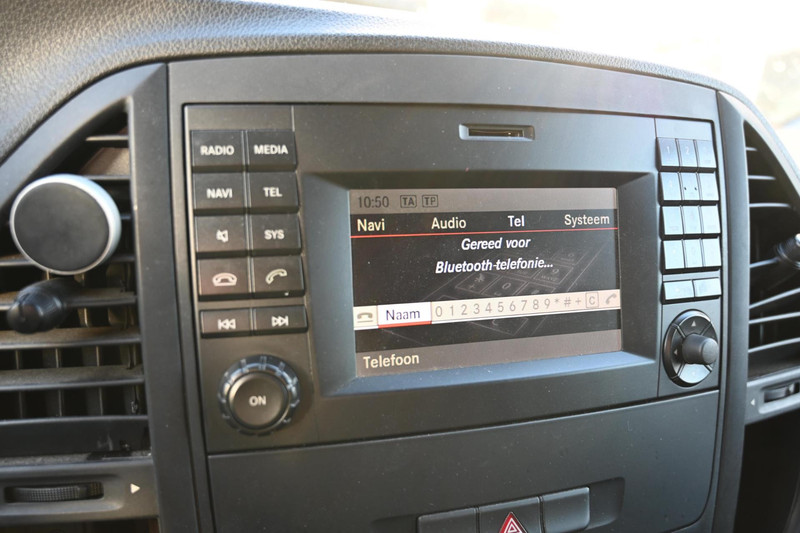 RADIO MEDIA
NAVI TEL
SYS
ON
10:50 TA TP
Navi Audio Tel Systeem
Gereed voor
Bluetooth-telefonie...
Naam 0 1 2 3 4 5 6 7 8 9 * # + C
Telefoon